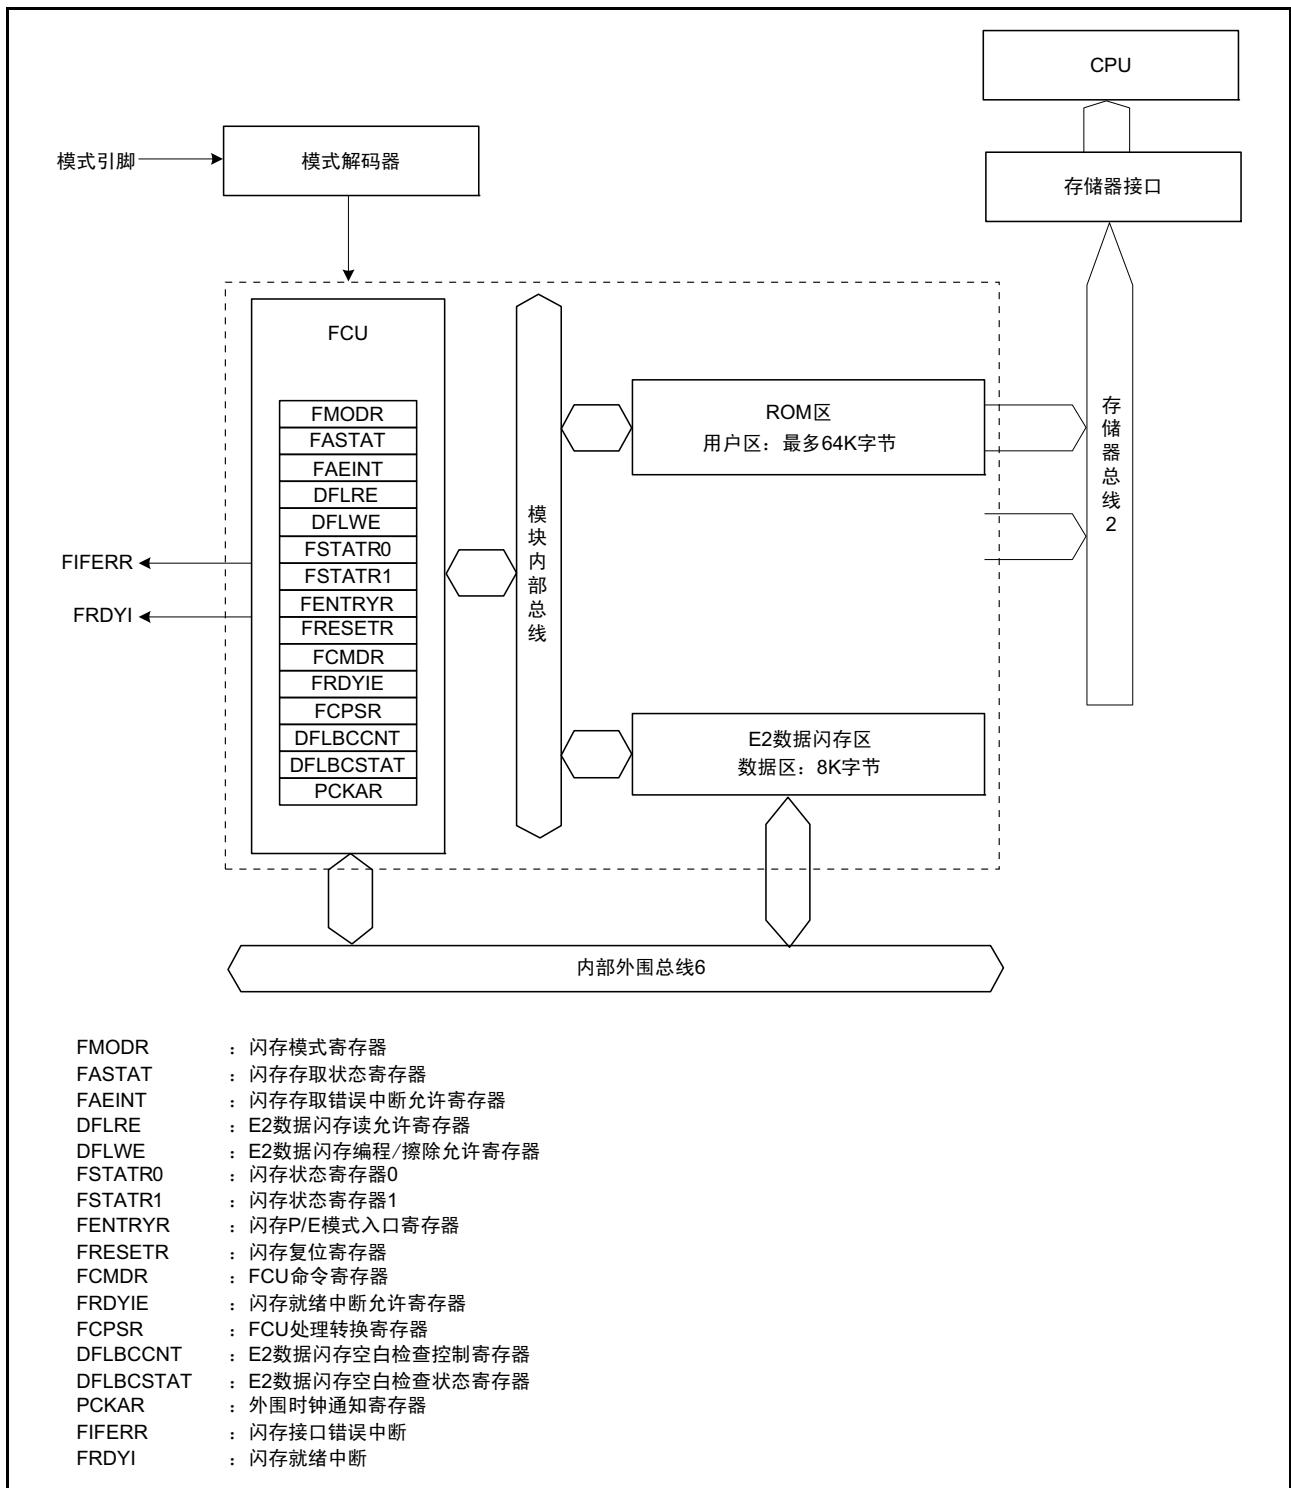 CPU
模式引脚
模式解码器
存储器接口
FCU
FMODR
FASTAT
FAEINT
DFLRE
DFLWE
FSTATR0
FSTATR1
FENTRYR
FRESETR
FCMDR
FRDYIE
FCPSR
DFLBCCNT
DFLBCSTAT
PCKAR
FIFERR
FRDYI
模块内部总线
ROM区
用户区：最多64K字节
存储器总线2
E2数据闪存区
数据区：8K字节
内部外围总线6
FMODR ：闪存模式寄存器
FASTAT ：闪存存取状态寄存器
FAEINT ：闪存存取错误中断允许寄存器
DFLRE ：E2数据闪存读允许寄存器
DFLWE ：E2数据闪存编程/擦除允许寄存器
FSTATR0 ：闪存状态寄存器0
FSTATR1 ：闪存状态寄存器1
FENTRYR ：闪存P/E模式入口寄存器
FRESETR ：闪存复位寄存器
FCMDR ：FCU命令寄存器
FRDYIE ：闪存就绪中断允许寄存器
FCPSR ：FCU处理转换寄存器
DFLBCCNT ：E2数据闪存空白检查控制寄存器
DFLBCSTAT ：E2数据闪存空白检查状态寄存器
PCKAR ：外围时钟通知寄存器
FIFERR ：闪存接口错误中断
FRDYI ：闪存就绪中断